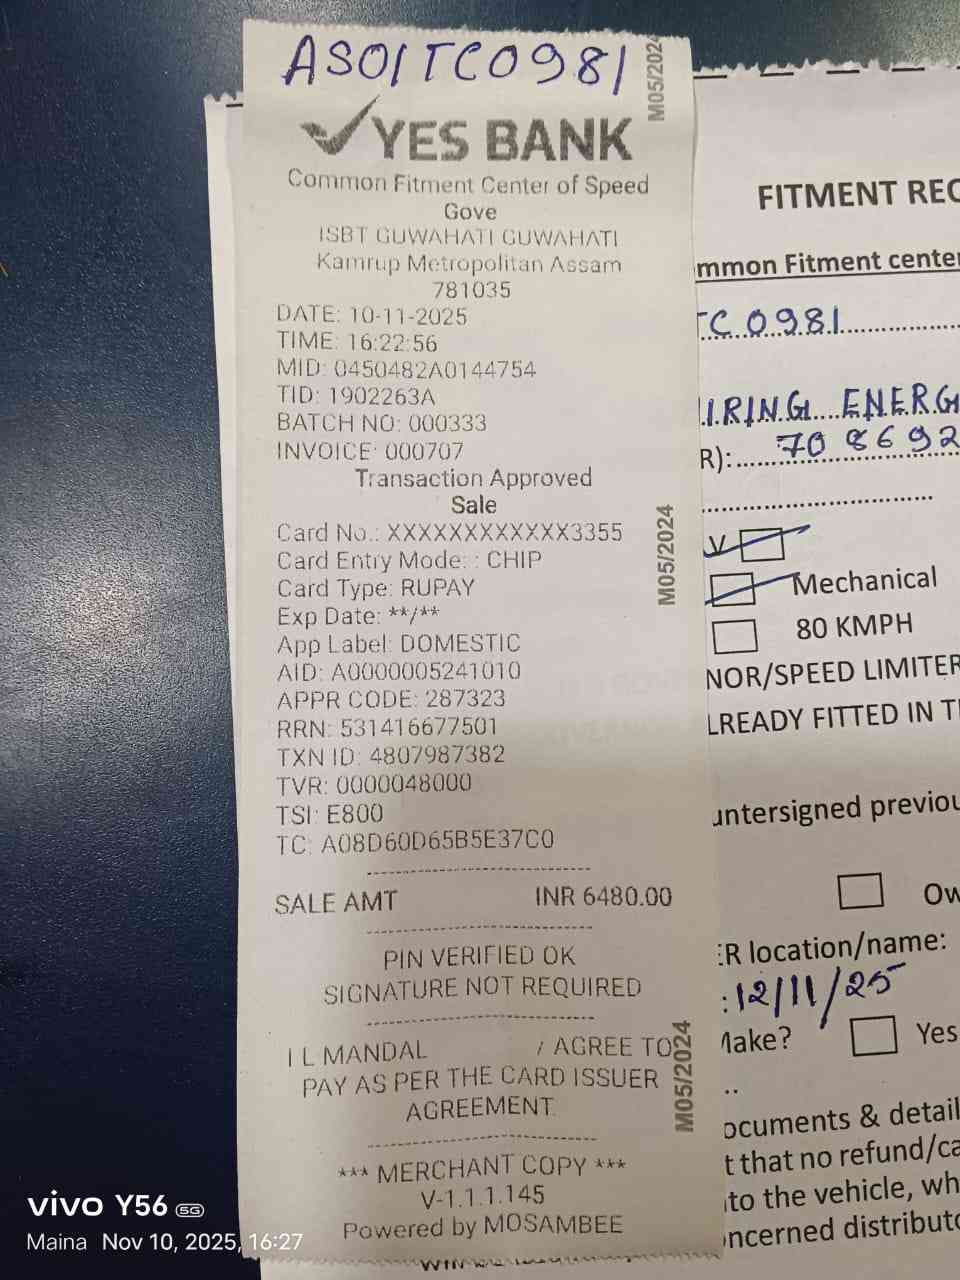 AS01TC0981
M05/2024
YES BANK
Common Fitment Center of Speed
Gove
ISBT GUWAHATI GUWAHATI
Kamrup Metropolitan Assam
781035
DATE: 10-11-2025
TIME: 16:22:56
MID: 0450482A0144754
TID: 1902263A
BATCH NO: 000333
INVOICE: 000707
Transaction Approved
Sale
Card No.: XXXXXXXXXXXX3355
Card Entry Mode: : CHIP
Card Type: RUPAY
Exp Date: **/**
App Label: DOMESTIC
AID: A0000005241010
APPR CODE: 287323
RRN: 531416677501
TXN ID: 4807987382
TVR: 0000048000
TSI: E800
TC: A08D60D65B5E37C0
M05/2024
SALE AMT INR 6480.00
PIN VERIFIED OK
SIGNATURE NOT REQUIRED
I L MANDAL / AGREE TO
PAY AS PER THE CARD ISSUER
AGREEMENT
M05/2024
*** MERCHANT COPY ***
V-1.1.1.145
Powered by MOSAMBEE
FITMENT REC
mmon Fitment center
TC0981
IRING ENERG
R): 708692
Mechanical
80 KMPH
NOR/SPEED LIMITER
LREADY FITTED IN T
untersigned previou
Ow
ER location/name:
: 12/11/25
Make? Yes
ocuments & detail
t that no refund/ca
to the vehicle, wh
ncerned distributo
vivo Y56 5G
Maina Nov 10, 2025, 16:27